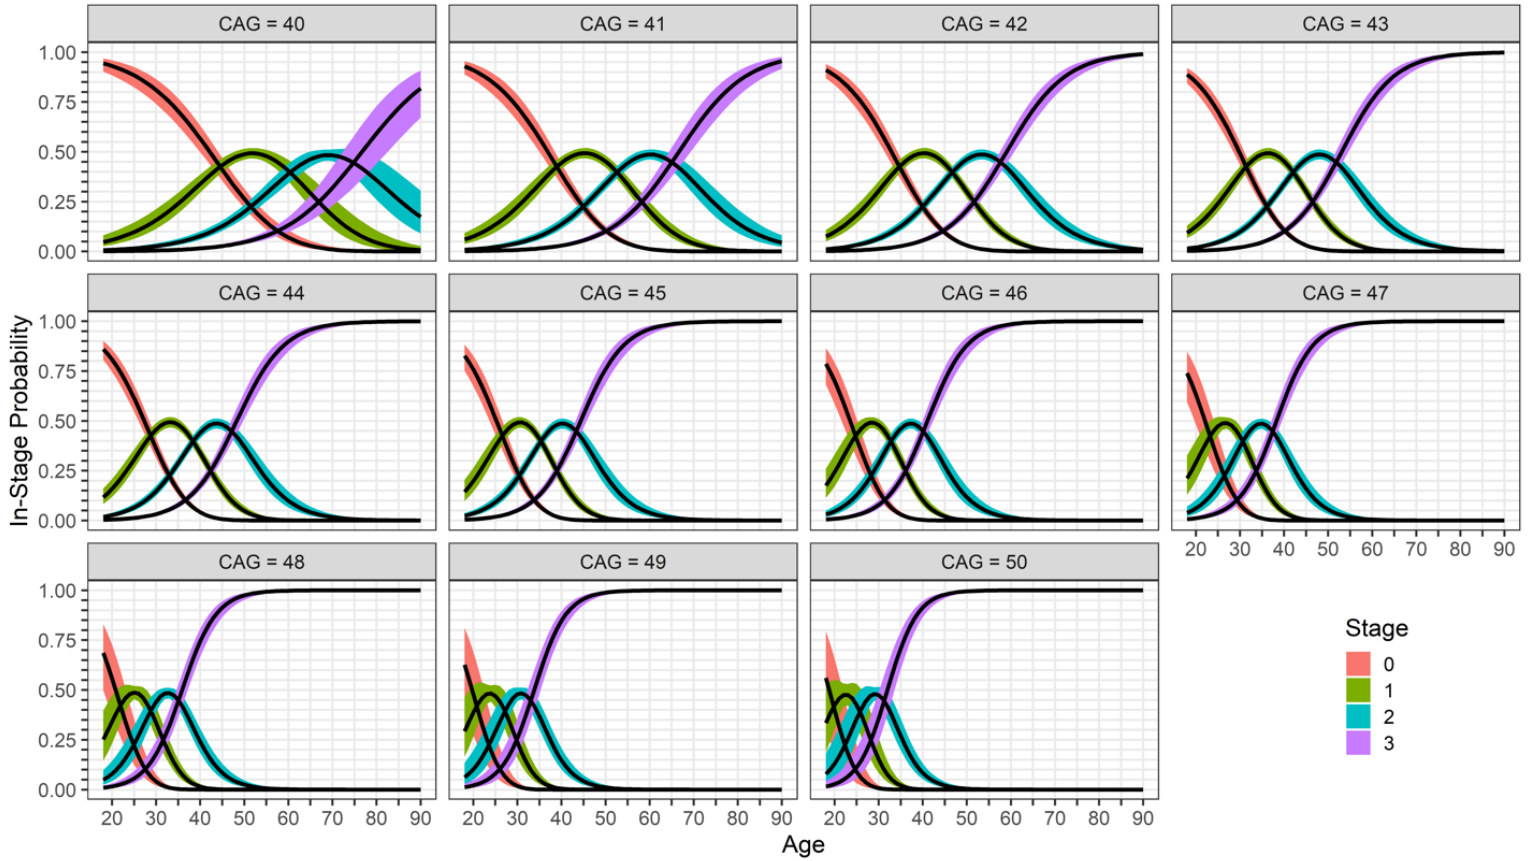 CAG = 40 CAG = 41 CAG = 42 CAG = 43
1.00
0.75
0.50
0.25
0.00
CAG = 44 CAG = 45 CAG = 46 CAG = 47
1.00
0.75
0.50
0.25
0.00
20 30 40 50 60 70 80 90
In-Stage Probability
CAG = 48 CAG = 49 CAG = 50
1.00
0.75
0.50
0.25
0.00
20 30 40 50 60 70 80 90 20 30 40 50 60 70 80 90 20 30 40 50 60 70 80 90
Age
Stage
0
1
2
3